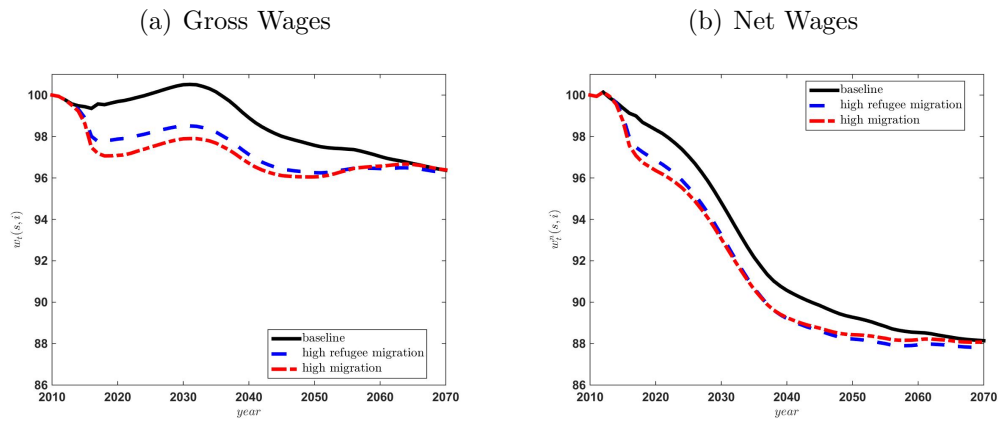 (a) Gross Wages
100
98
96
94
92
90
88
86
w_t(s, i)
2010 2020 2030 2040 2050 2060 2070
year
baseline
high refugee migration
high migration
(b) Net Wages
100
98
96
94
92
90
88
86
w_t^n(s, i)
2010 2020 2030 2040 2050 2060 2070
year
baseline
high refugee migration
high migration